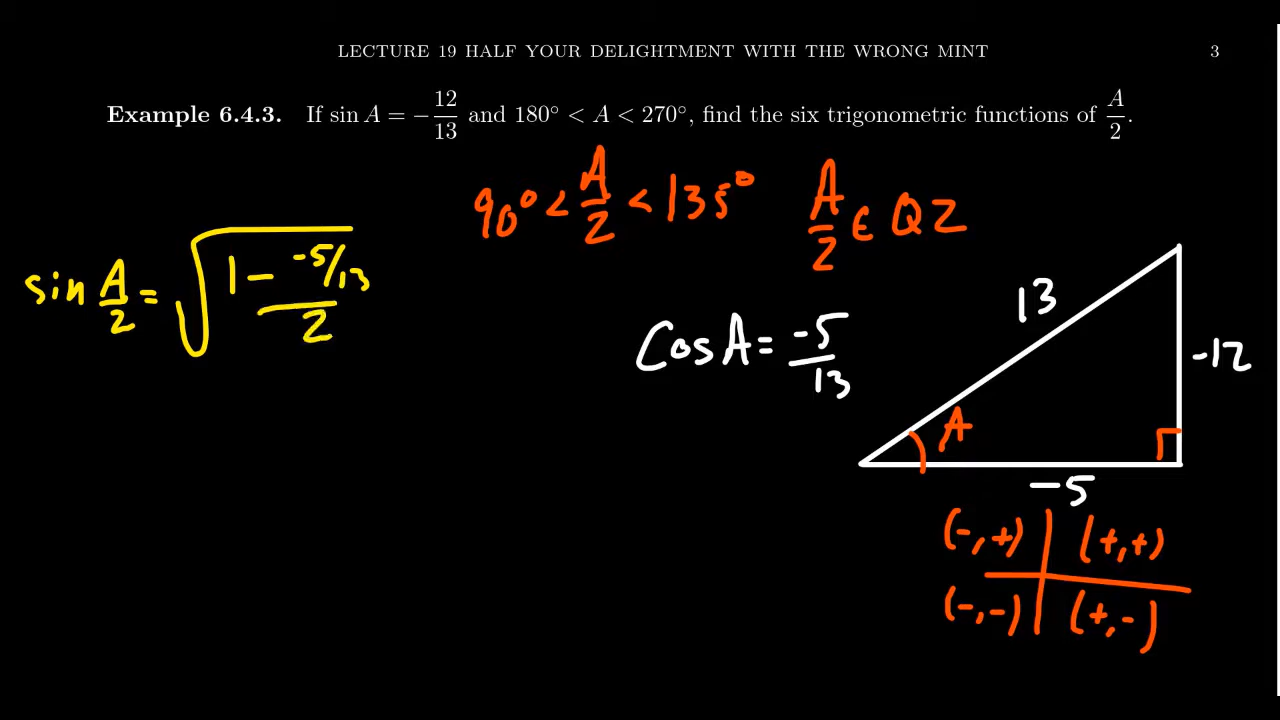 LECTURE 19 HALF YOUR DELIGHTMENT WITH THE WRONG MINT 3
Example 6.4.3. If sin A = −12/13 and 180° < A < 270°, find the six trigonometric functions of A/2.
90° < A/2 < 135° A/2 ∈ Q2
sin A/2 = √((1 − -5/13)/2)
Cos A = -5/13
13
-12
A
-5
(-, +) (+, +)
(-, -) (+, -)